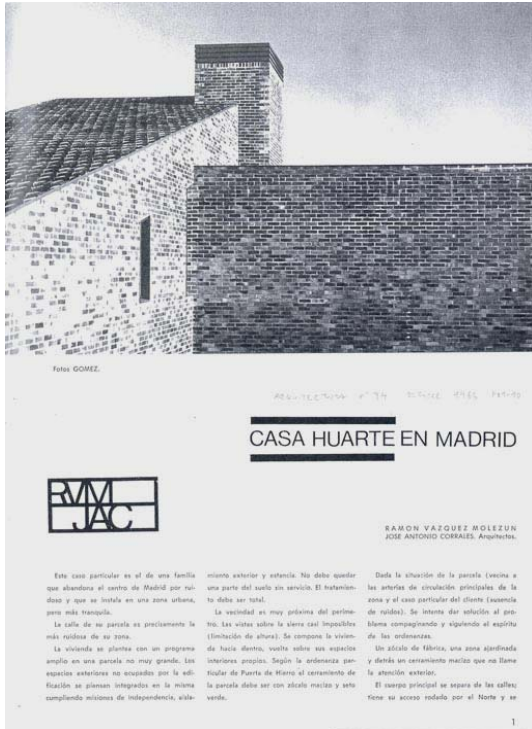 Fotos GOMEZ.
CASA HUARTE EN MADRID
RVM
JAC
RAMON VAZQUEZ MOLEZUN
JOSE ANTONIO CORRALES. Arquitectos.
Este caso particular es el de una familia
que abandona el centro de Madrid por rui-
doso y que se instala en una zona urbana,
pero más tranquila.
La calle de su parcela es precisamente la
más ruidosa de su zona.
La vivienda se plantea con un programa
amplio en una parcela no muy grande. Los
espacios exteriores no ocupados por la edi-
ficación se piensan integrados en la misma
cumpliendo misiones de independencia, aisla-
miento exterior y estancia. No debe quedar
una parte del suelo sin servicio. El tratamien-
to debe ser total.
La vecindad es muy próxima del períme-
tro. Las vistas sobre la sierra casi imposibles
(limitación de altura). Se compone la vivien-
da hacia dentro, vuelta sobre sus espacios
interiores propios. Según la ordenanza par-
ticular de Puerta de Hierro el cerramiento de
la parcela debe ser con zócalo macizo y seto
verde.
Dada la situación de la parcela (vecina a
las arterias de circulación principales de la
zona y el caso particular del cliente (ausencia
de ruidos). Se intenta dar solución al pro-
blema compaginando y siguiendo el espíritu
de las ordenanzas.
Un zócalo de fábrica, una zona ajardinada
y detrás un cerramiento macizo que no llame
la atención exterior.
El cuerpo principal se separa de las calles;
tiene su acceso rodado por el Norte y se
1